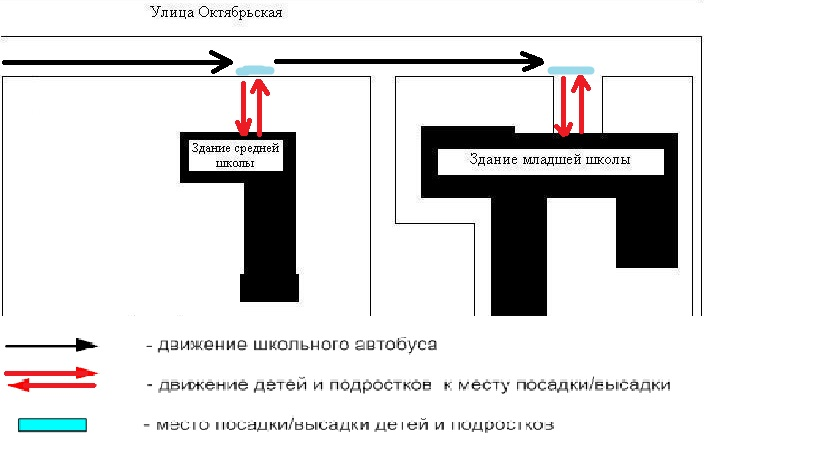 Улица Октябрьская
Здание средней
школы
Здание младшей школы
- движение школьного автобуса
- движение детей и подростков к месту посадки/высадки
- место посадки/высадки детей и подростков